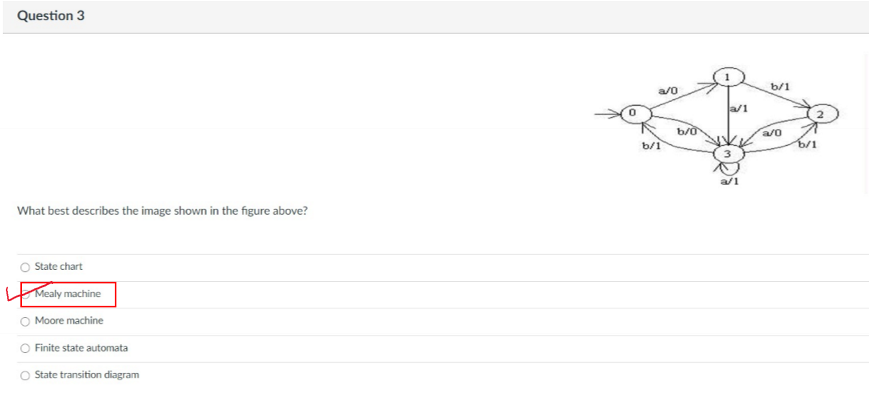 Question 3
a/0
1
b/1
0
a/1
2
b/0
a/0
b/1
b/1
3
a/1
What best describes the image shown in the figure above?
State chart
Mealy machine
Moore machine
Finite state automata
State transition diagram